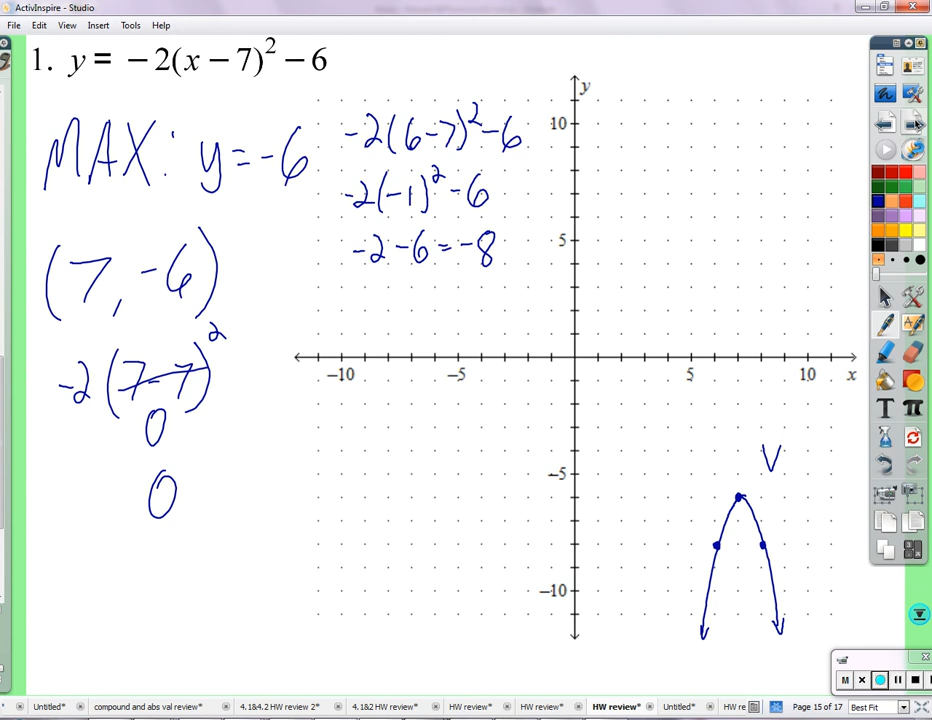 ActivInspire - Studio
File Edit View Insert Tools Help
1. y = −2(x − 7)² − 6
MAX: y = -6
(7, -6)
-2(7-7)²
0
0
-2(6-7)²-6
-2(-1)²-6
-2-6=-8
y
10
5
−10 −5 5 10 x
−5
−10
V
M
Untitled* compound and abs val review* 4.1&4.2 HW review 2* 4.1&2 HW review* HW review* HW review* HW review* Untitled* HW re Page 15 of 17 Best Fit